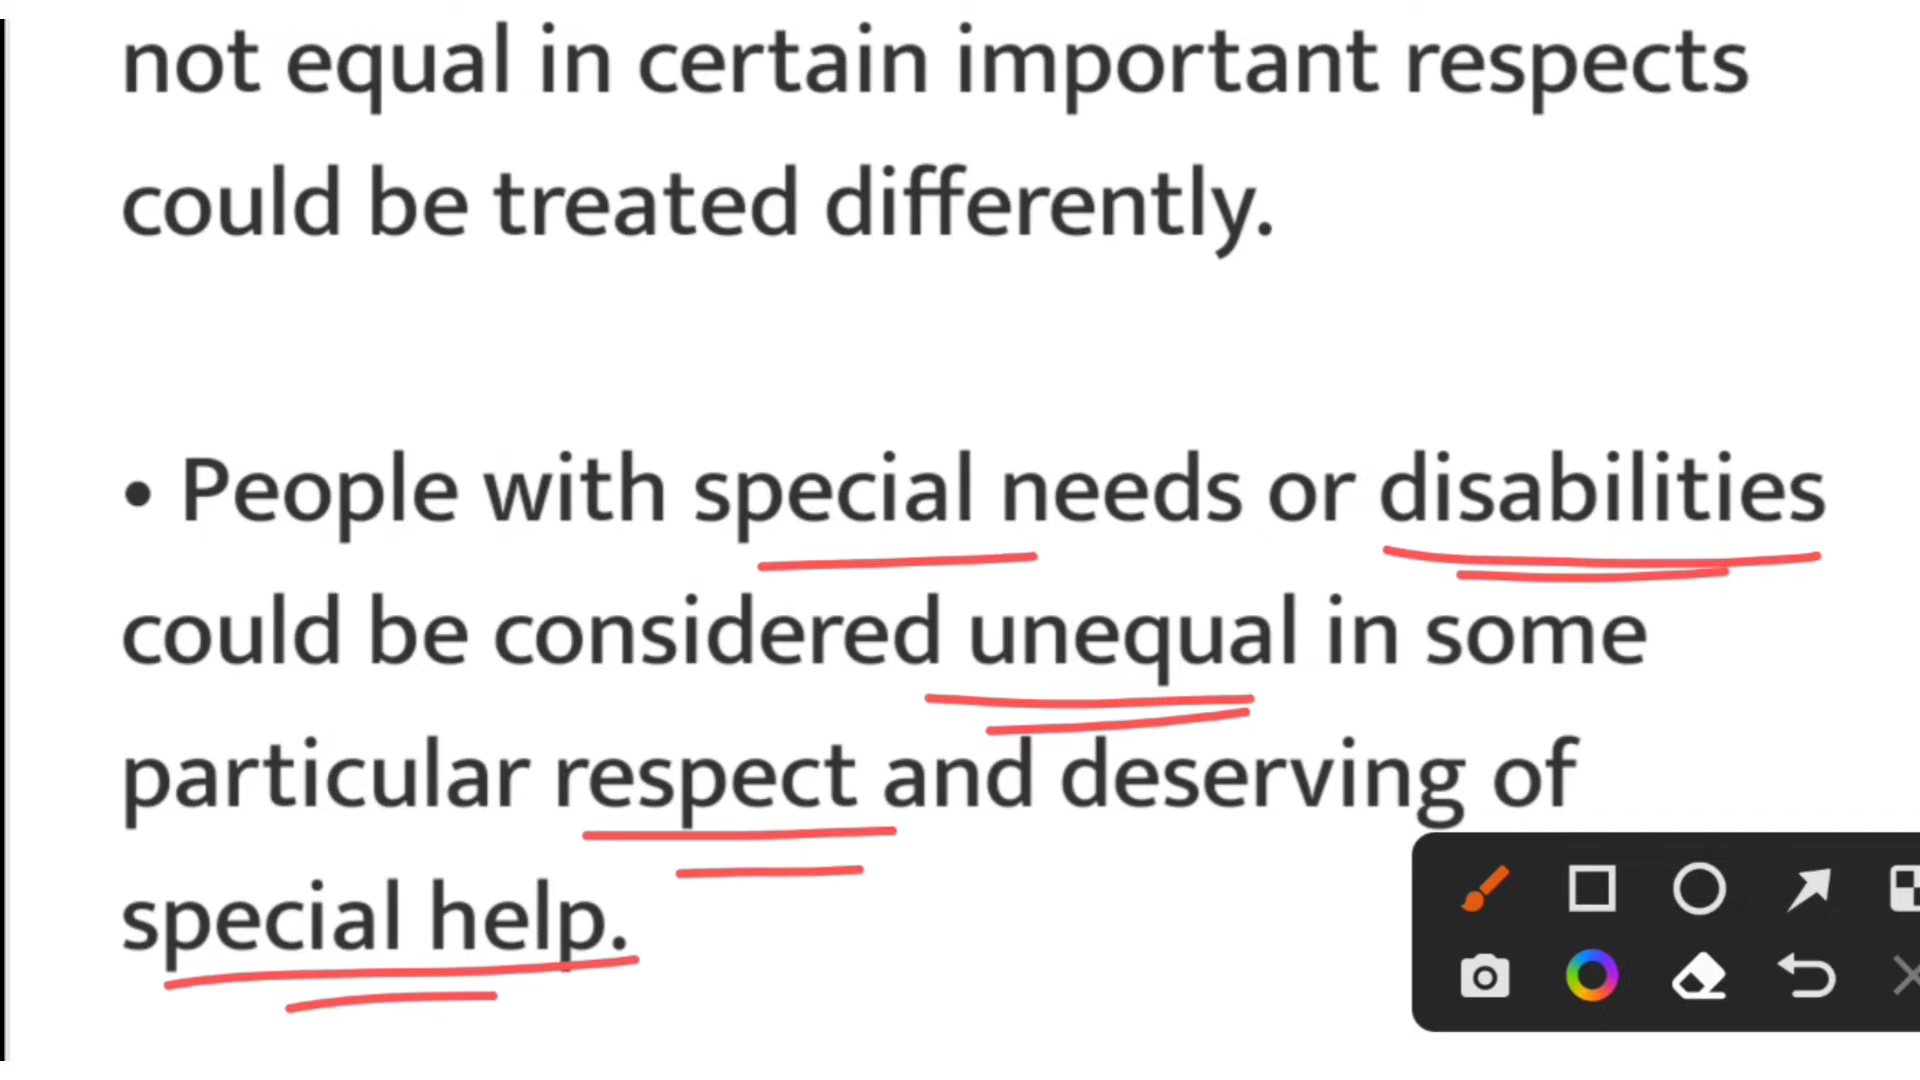 not equal in certain important respects
could be treated differently.
• People with special needs or disabilities
could be considered unequal in some
particular respect and deserving of
special help.